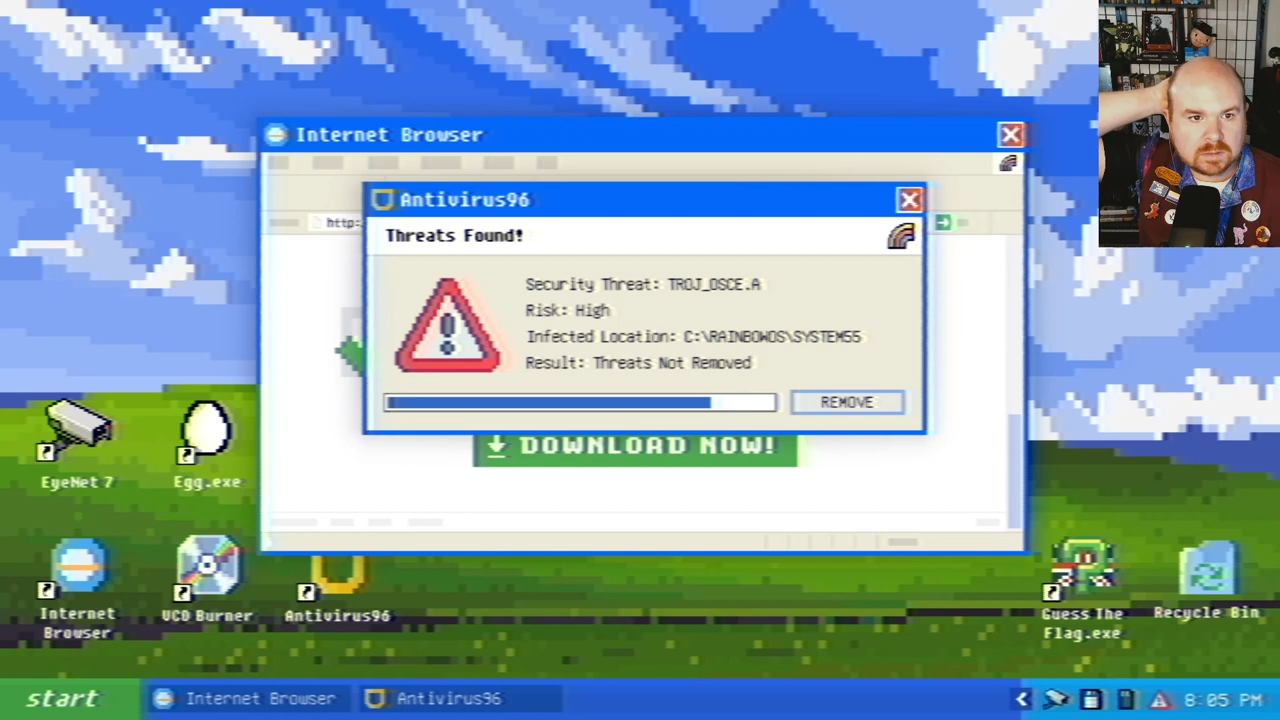 Internet Browser
Antivirus96
Threats Found!
http:
Security Threat: TROJ_OSCE.A
Risk: High
Infected Location: C:\RAINBOWOS\SYSTEM55
Result: Threats Not Removed
REMOVE
DOWNLOAD NOW!
EyeNet 7
Egg.exe
Internet
Browser
VCD Burner
Antivirus96
Guess The
Flag.exe
Recycle Bin
start
Internet Browser
Antivirus96
8:05 PM